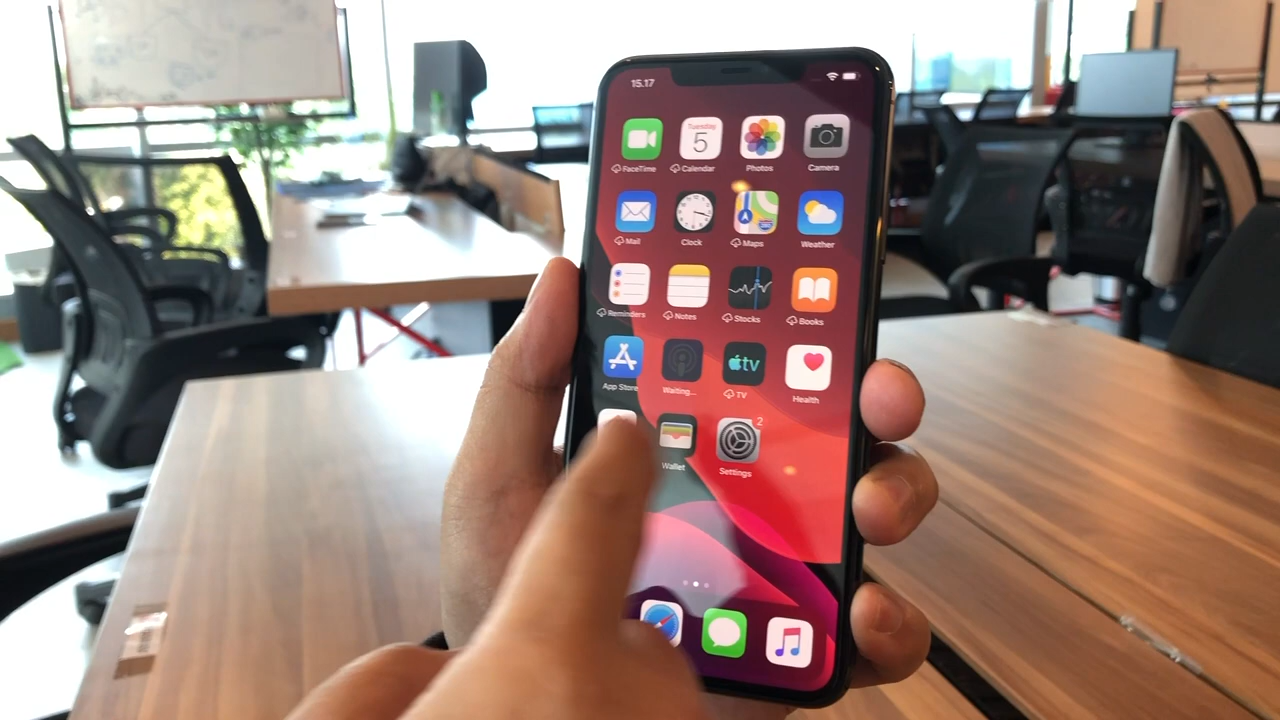 15.17
FaceTime
Tuesday
5
Calendar
Photos
Camera
Mail
Clock
Maps
Weather
Reminders
Notes
Stocks
Books
App Store
Waiting...
tv
TV
Health
Wallet
2
Settings